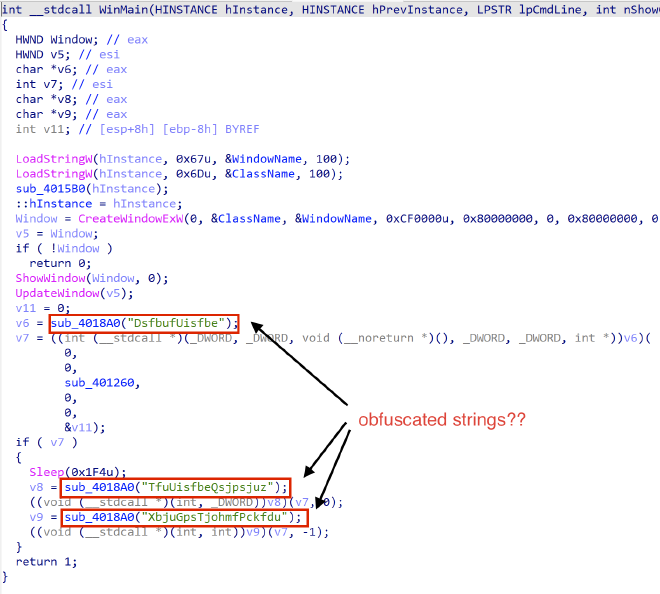 int __stdcall WinMain(HINSTANCE hInstance, HINSTANCE hPrevInstance, LPSTR lpCmdLine, int nShow
{
HWND Window; // eax
HWND v5; // esi
char *v6; // eax
int v7; // esi
char *v8; // eax
char *v9; // eax
int v11; // [esp+8h] [ebp-8h] BYREF
LoadStringW(hInstance, 0x67u, &WindowName, 100);
LoadStringW(hInstance, 0x6Du, &ClassName, 100);
sub_4015B0(hInstance);
::hInstance = hInstance;
Window = CreateWindowExW(0, &ClassName, &WindowName, 0xCF0000u, 0x80000000, 0, 0x80000000, 0
v5 = Window;
if ( !Window )
return 0;
ShowWindow(Window, 0);
UpdateWindow(v5);
v11 = 0;
v6 = sub_4018A0("DsfbufUisfbe");
v7 = ((int (__stdcall *)(_DWORD, _DWORD, void (__noreturn *)(), _DWORD, _DWORD, int *))v6)(
0,
0,
sub_401260,
0,
0,
&v11);
obfuscated strings??
if ( v7 )
{
Sleep(0x1F4u);
v8 = sub_4018A0("TfuUisfbeQsjpsjuz");
((void (__stdcall *)(int, _DWORD))v8)(v7, 0);
v9 = sub_4018A0("XbjuGpsTjohmfPckfdu");
((void (__stdcall *)(int, int))v9)(v7, -1);
}
return 1;
}